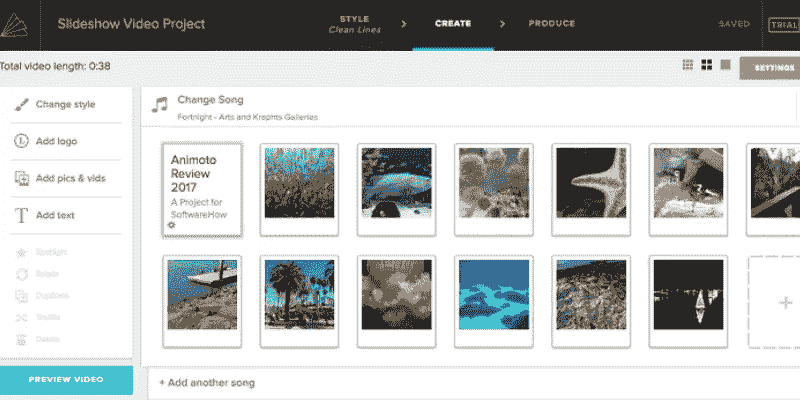 Slideshow Video Project
STYLE
Clean Lines
CREATE
PRODUCE
SAVED
TRIAL
Total video length: 0:38
SETTINGS
Change style
Change Song
Fortnight - Arts and Kraphts Galleries
Add logo
Add pics & vids
Add text
Animoto
Review
2017
A Project for
SoftwareHow
Spotlight
Rotate
Duplicate
Shuffle
Delete
PREVIEW VIDEO
+ Add another song